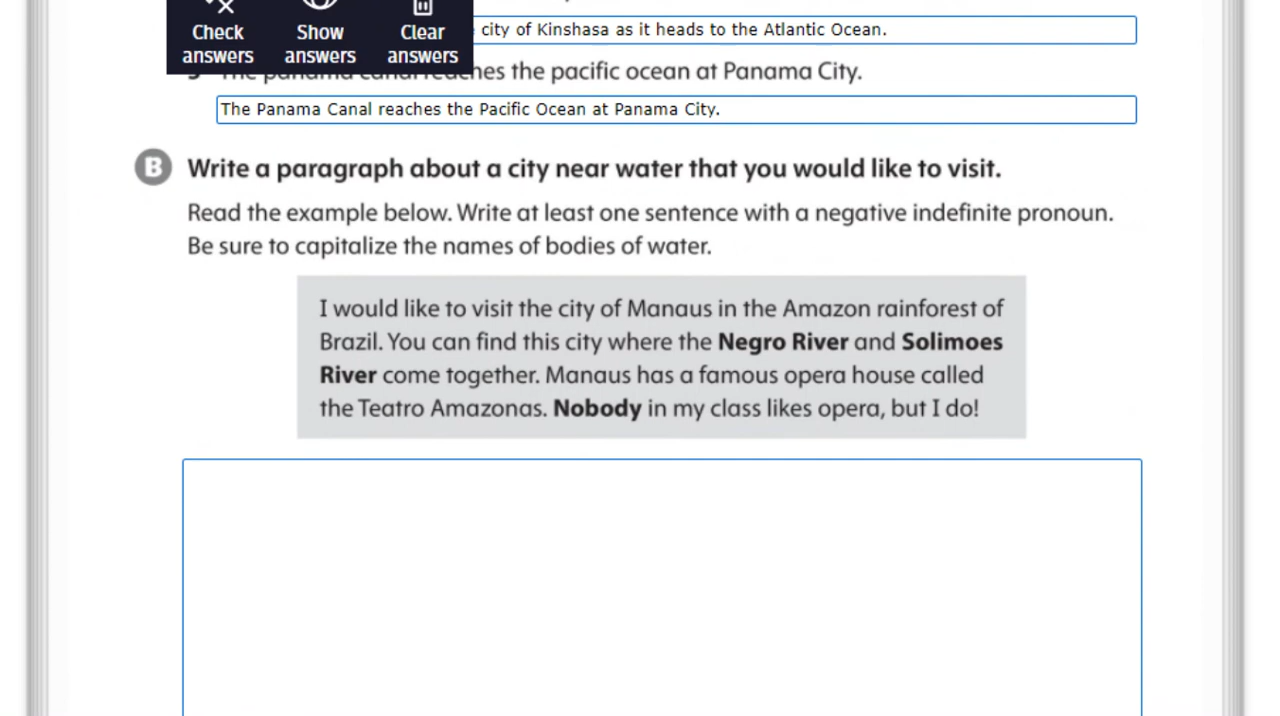 Check Show Clear
answers answers answers
city of Kinshasa as it heads to the Atlantic Ocean.
The panama canal reaches the pacific ocean at Panama City.
The Panama Canal reaches the Pacific Ocean at Panama City.
B Write a paragraph about a city near water that you would like to visit.
Read the example below. Write at least one sentence with a negative indefinite pronoun.
Be sure to capitalize the names of bodies of water.
I would like to visit the city of Manaus in the Amazon rainforest of
Brazil. You can find this city where the Negro River and Solimoes
River come together. Manaus has a famous opera house called
the Teatro Amazonas. Nobody in my class likes opera, but I do!